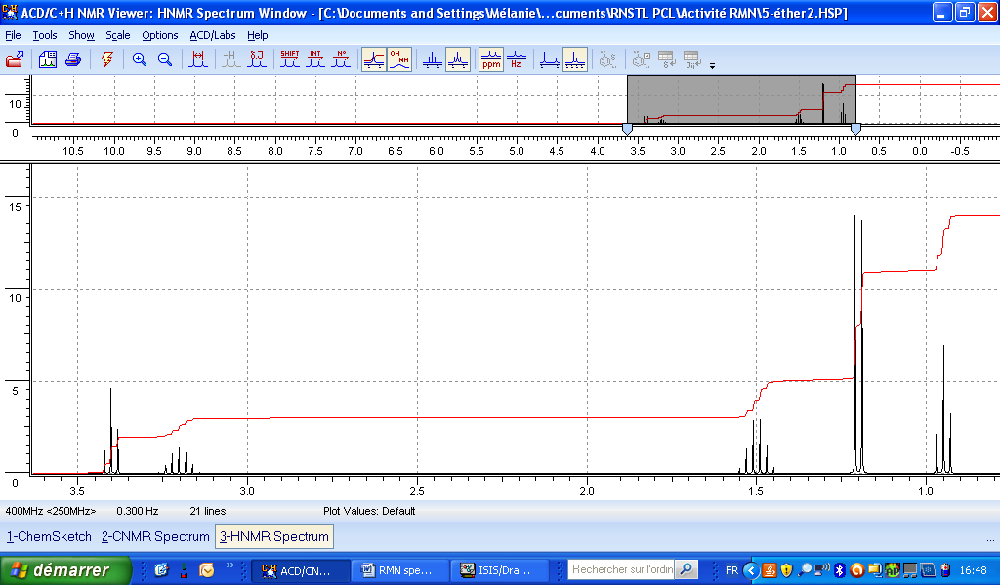 ACD/C+H NMR Viewer: HNMR Spectrum Window - [C:\Documents and Settings\Mélanie\...cuments\RNSTL PCL\Activité RMN\5-éther2.HSP]
File Tools Show Scale Options ACD/Labs Help
SHIFT INT N° OH NH ppm Hz
10
0
10.5 10.0 9.5 9.0 8.5 8.0 7.5 7.0 6.5 6.0 5.5 5.0 4.5 4.0 3.5 3.0 2.5 2.0 1.5 1.0 0.5 0.0 -0.5
15
10
5
0
3.5 3.0 2.5 2.0 1.5 1.0
400MHz <250MHz> 0.300 Hz 21 lines Plot Values: Default
1-ChemSketch 2-CNMR Spectrum 3-HNMR Spectrum ...
démarrer ACD/CN... RMN spe... ISIS/Dra... Rechercher sur l'ordin FR 16:48